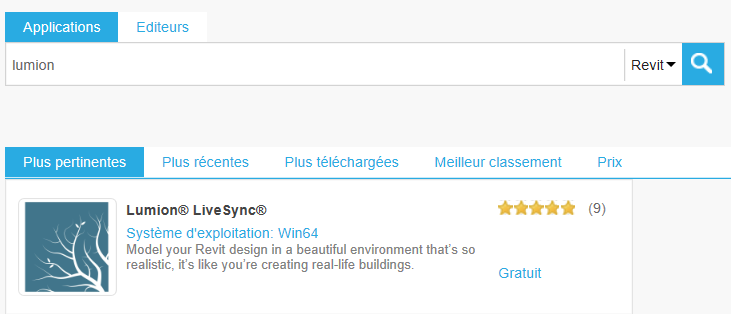 Applications Editeurs
lumion Revit
Plus pertinentes Plus récentes Plus téléchargées Meilleur classement Prix
Lumion® LiveSync® (9)
Système d'exploitation: Win64
Model your Revit design in a beautiful environment that's so
realistic, it's like you're creating real-life buildings.
Gratuit